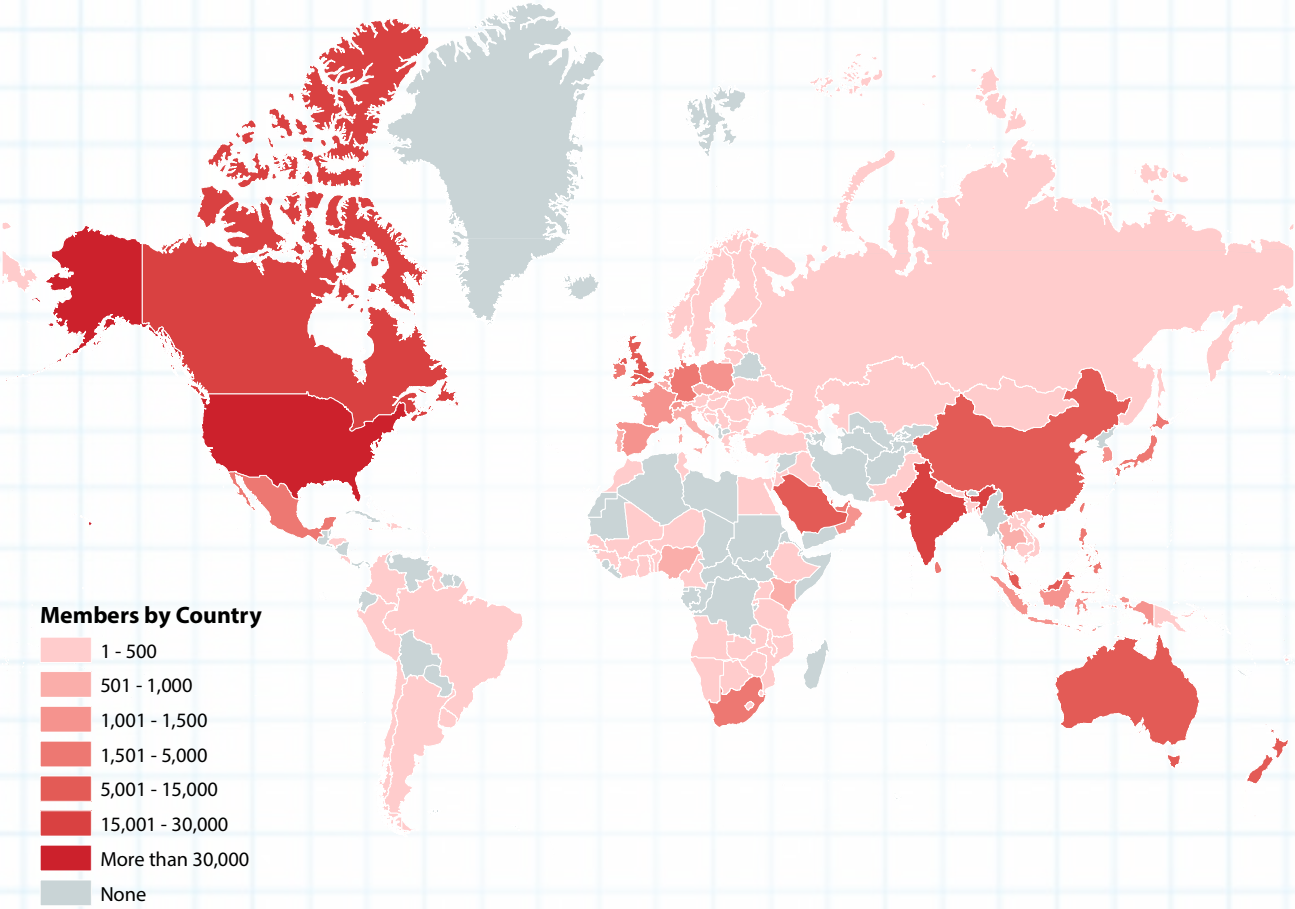 Members by Country
1 - 500
501 - 1,000
1,001 - 1,500
1,501 - 5,000
5,001 - 15,000
15,001 - 30,000
More than 30,000
None